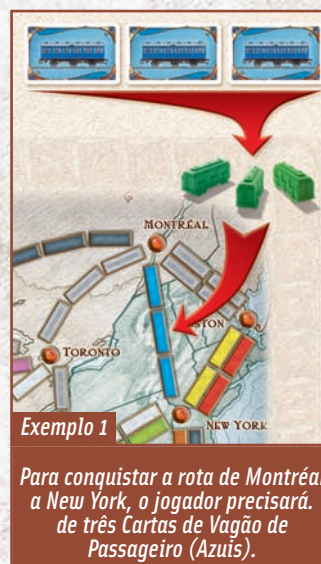 MONTRÉAL
STON
TORONTO
NEW YORK
Exemplo 1
Para conquistar a rota de Montréal
a New York, o jogador precisará.
de três Cartas de Vagão de
Passageiro (Azuis).